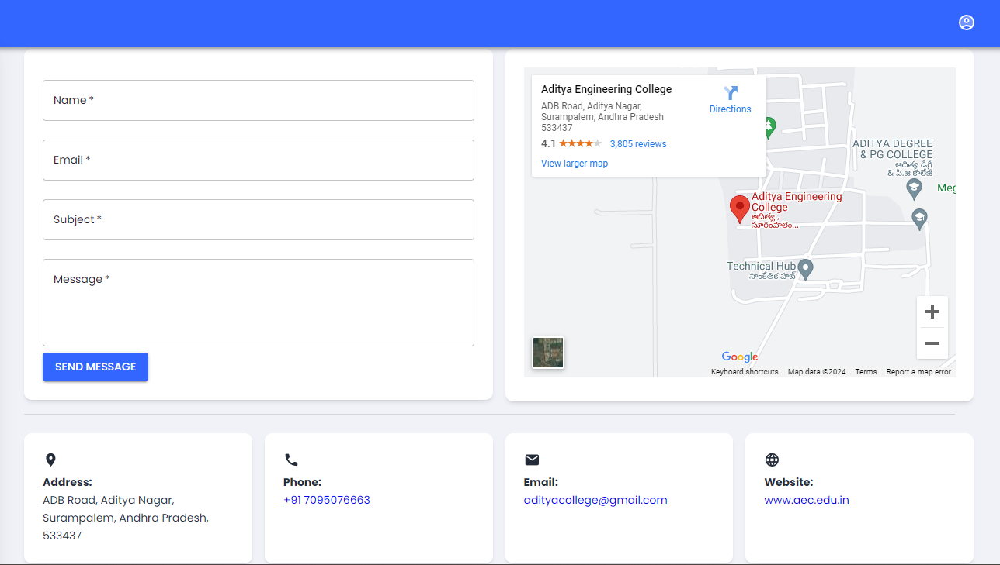 Name *
Email *
Subject *
Message *
SEND MESSAGE
Aditya Engineering College
ADB Road, Aditya Nagar,
Surampalem, Andhra Pradesh
533437
4.1
3,805 reviews
View larger map
Directions
ADITYA DEGREE
& PG COLLEGE
ఆదిత్య డిగ్రీ
& పి.జి కాలేజీ
Meg
Aditya Engineering
College
ఆదిత్య ,
సూరంపాలెం...
Technical Hub
సాంకేతిక హబ్
Google
Keyboard shortcuts
Map data ©2024
Terms
Report a map error
Address:
ADB Road, Aditya Nagar,
Surampalem, Andhra Pradesh,
533437
Phone:
+91 7095076663
Email:
adityacollege@gmail.com
Website:
www.aec.edu.in